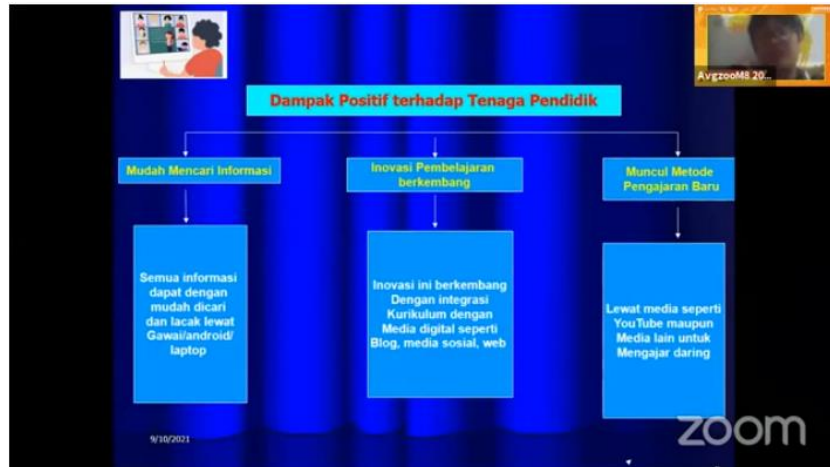 AvgzooM8 20...
Dampak Positif terhadap Tenaga Pendidik
Mudah Mencari Informasi
Inovasi Pembelajaran
berkembang
Muncul Metode
Pengajaran Baru
Semua informasi
dapat dengan
mudah dicari
dan lacak lewat
Gawai/android/
laptop
Inovasi ini berkembang
Dengan integrasi
Kurikulum dengan
Media digital seperti
Blog, media sosial, web
Lewat media seperti
YouTube maupun
Media lain untuk
Mengajar daring
9/10/2021
zoom